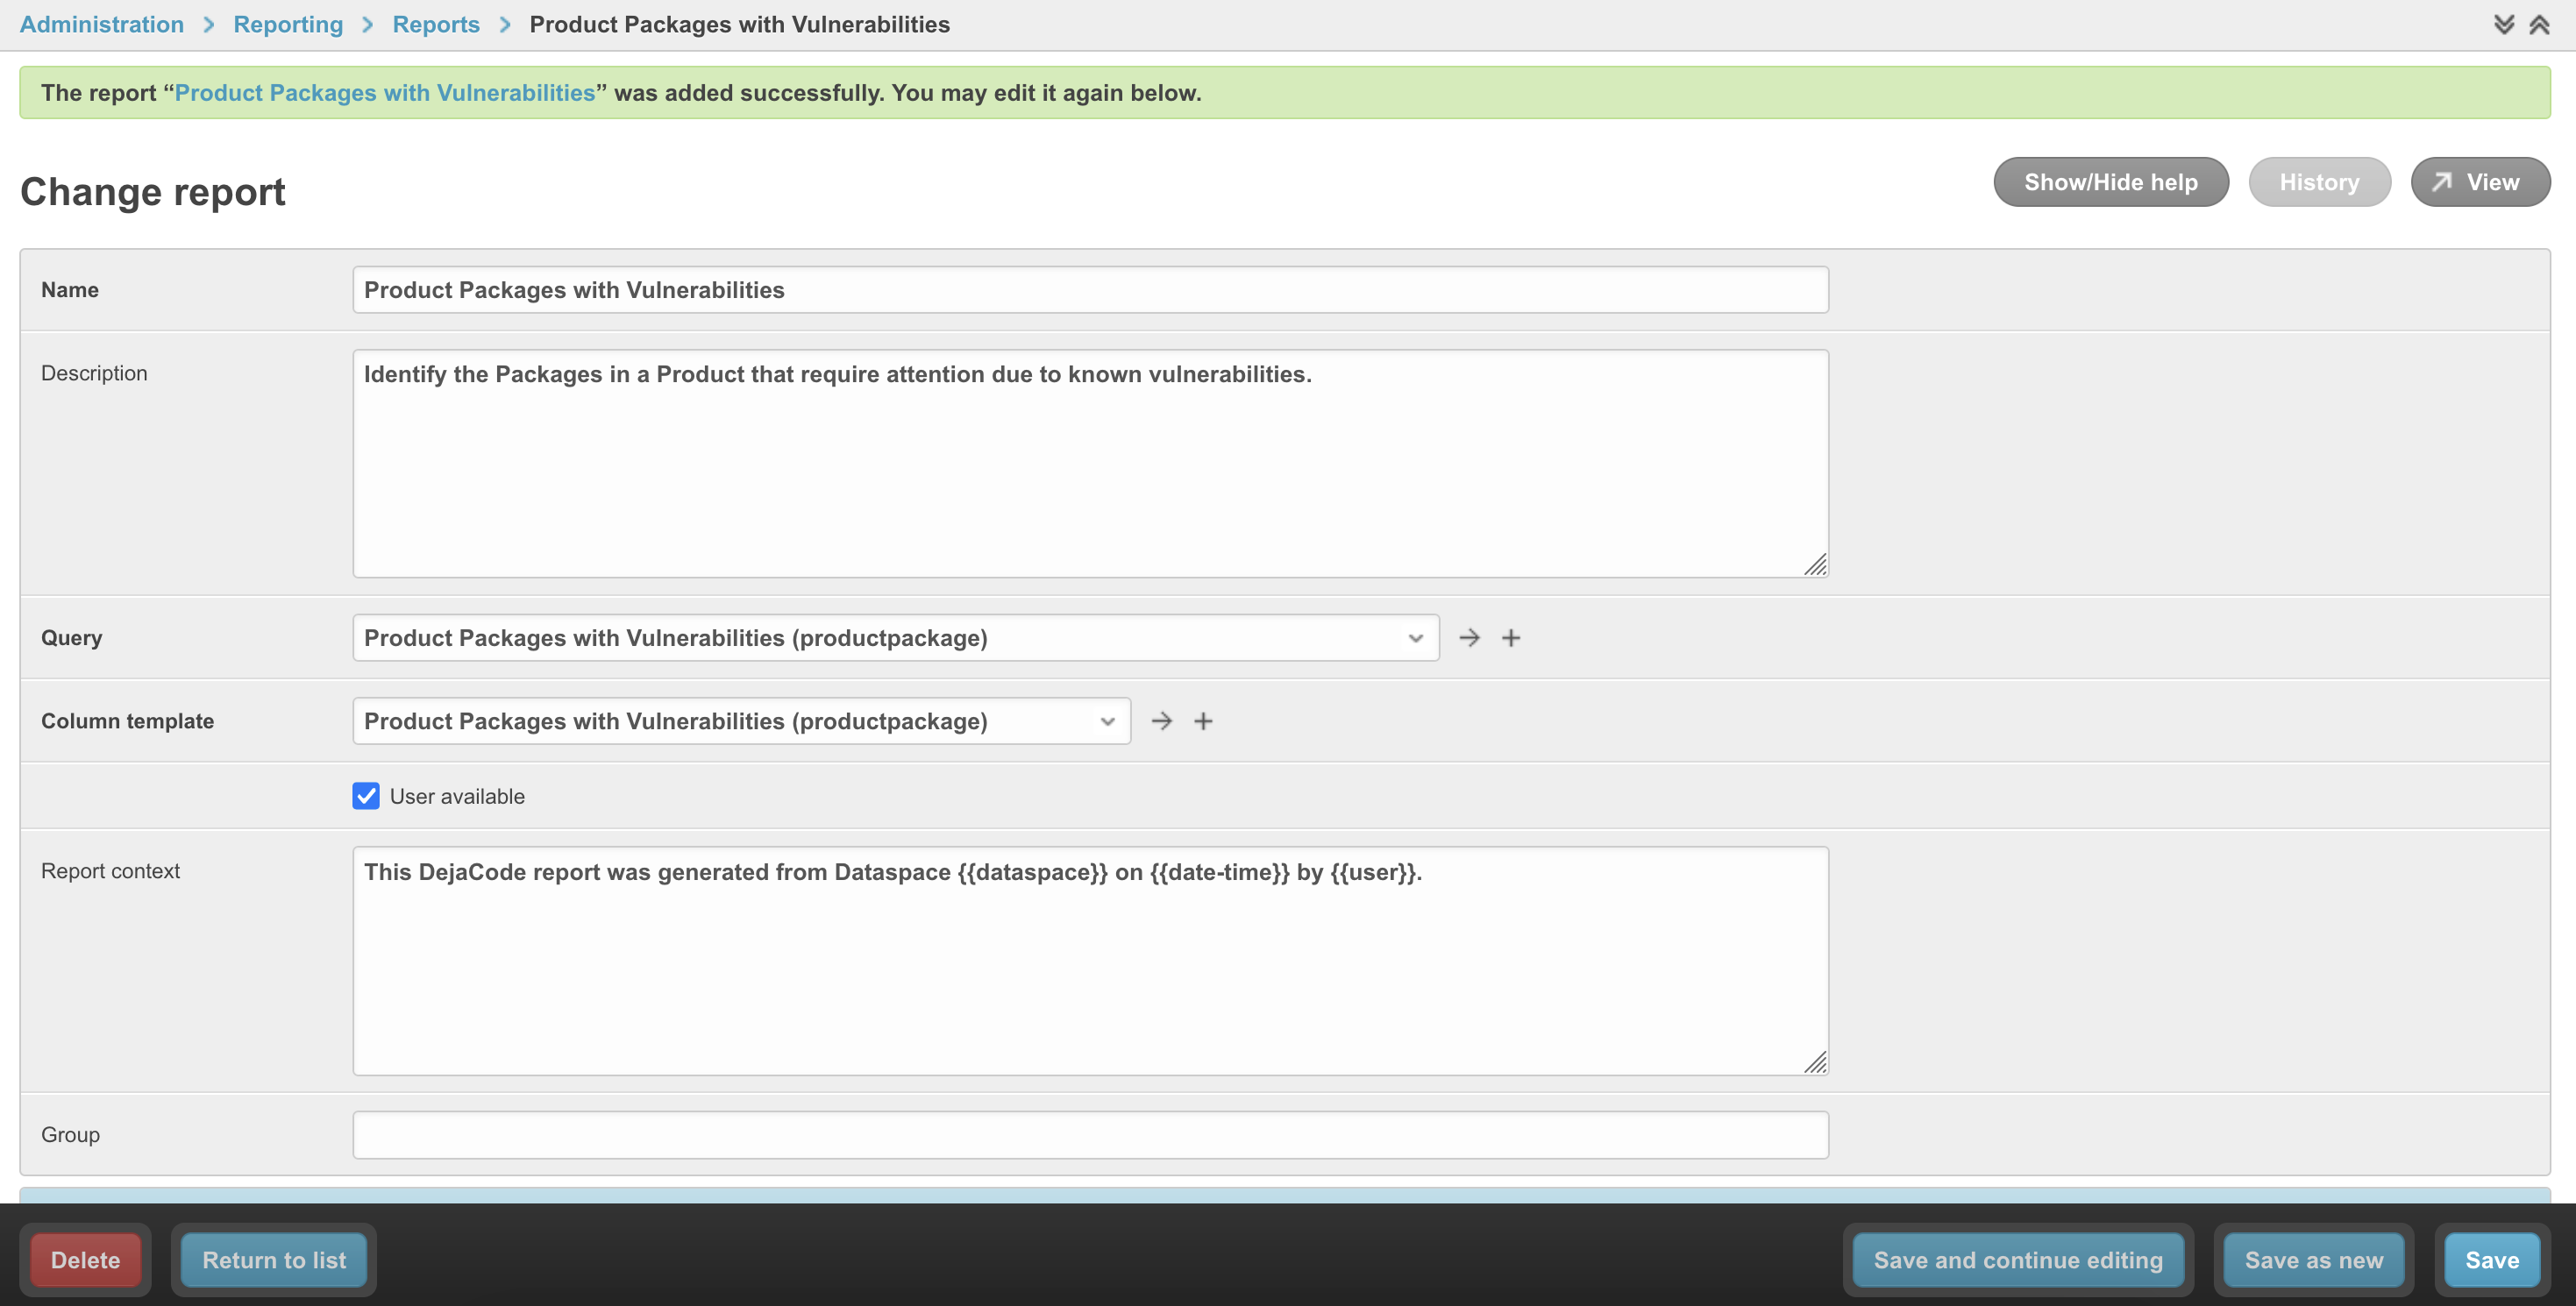 Administration > Reporting > Reports > Product Packages with Vulnerabilities
The report “Product Packages with Vulnerabilities” was added successfully. You may edit it again below.
Change report
Show/Hide help
History
View
Name
Product Packages with Vulnerabilities
Description
Identify the Packages in a Product that require attention due to known vulnerabilities.
Query
Product Packages with Vulnerabilities (productpackage)
Column template
Product Packages with Vulnerabilities (productpackage)
User available
Report context
This DejaCode report was generated from Dataspace {{dataspace}} on {{date-time}} by {{user}}.
Group
Delete
Return to list
Save and continue editing
Save as new
Save